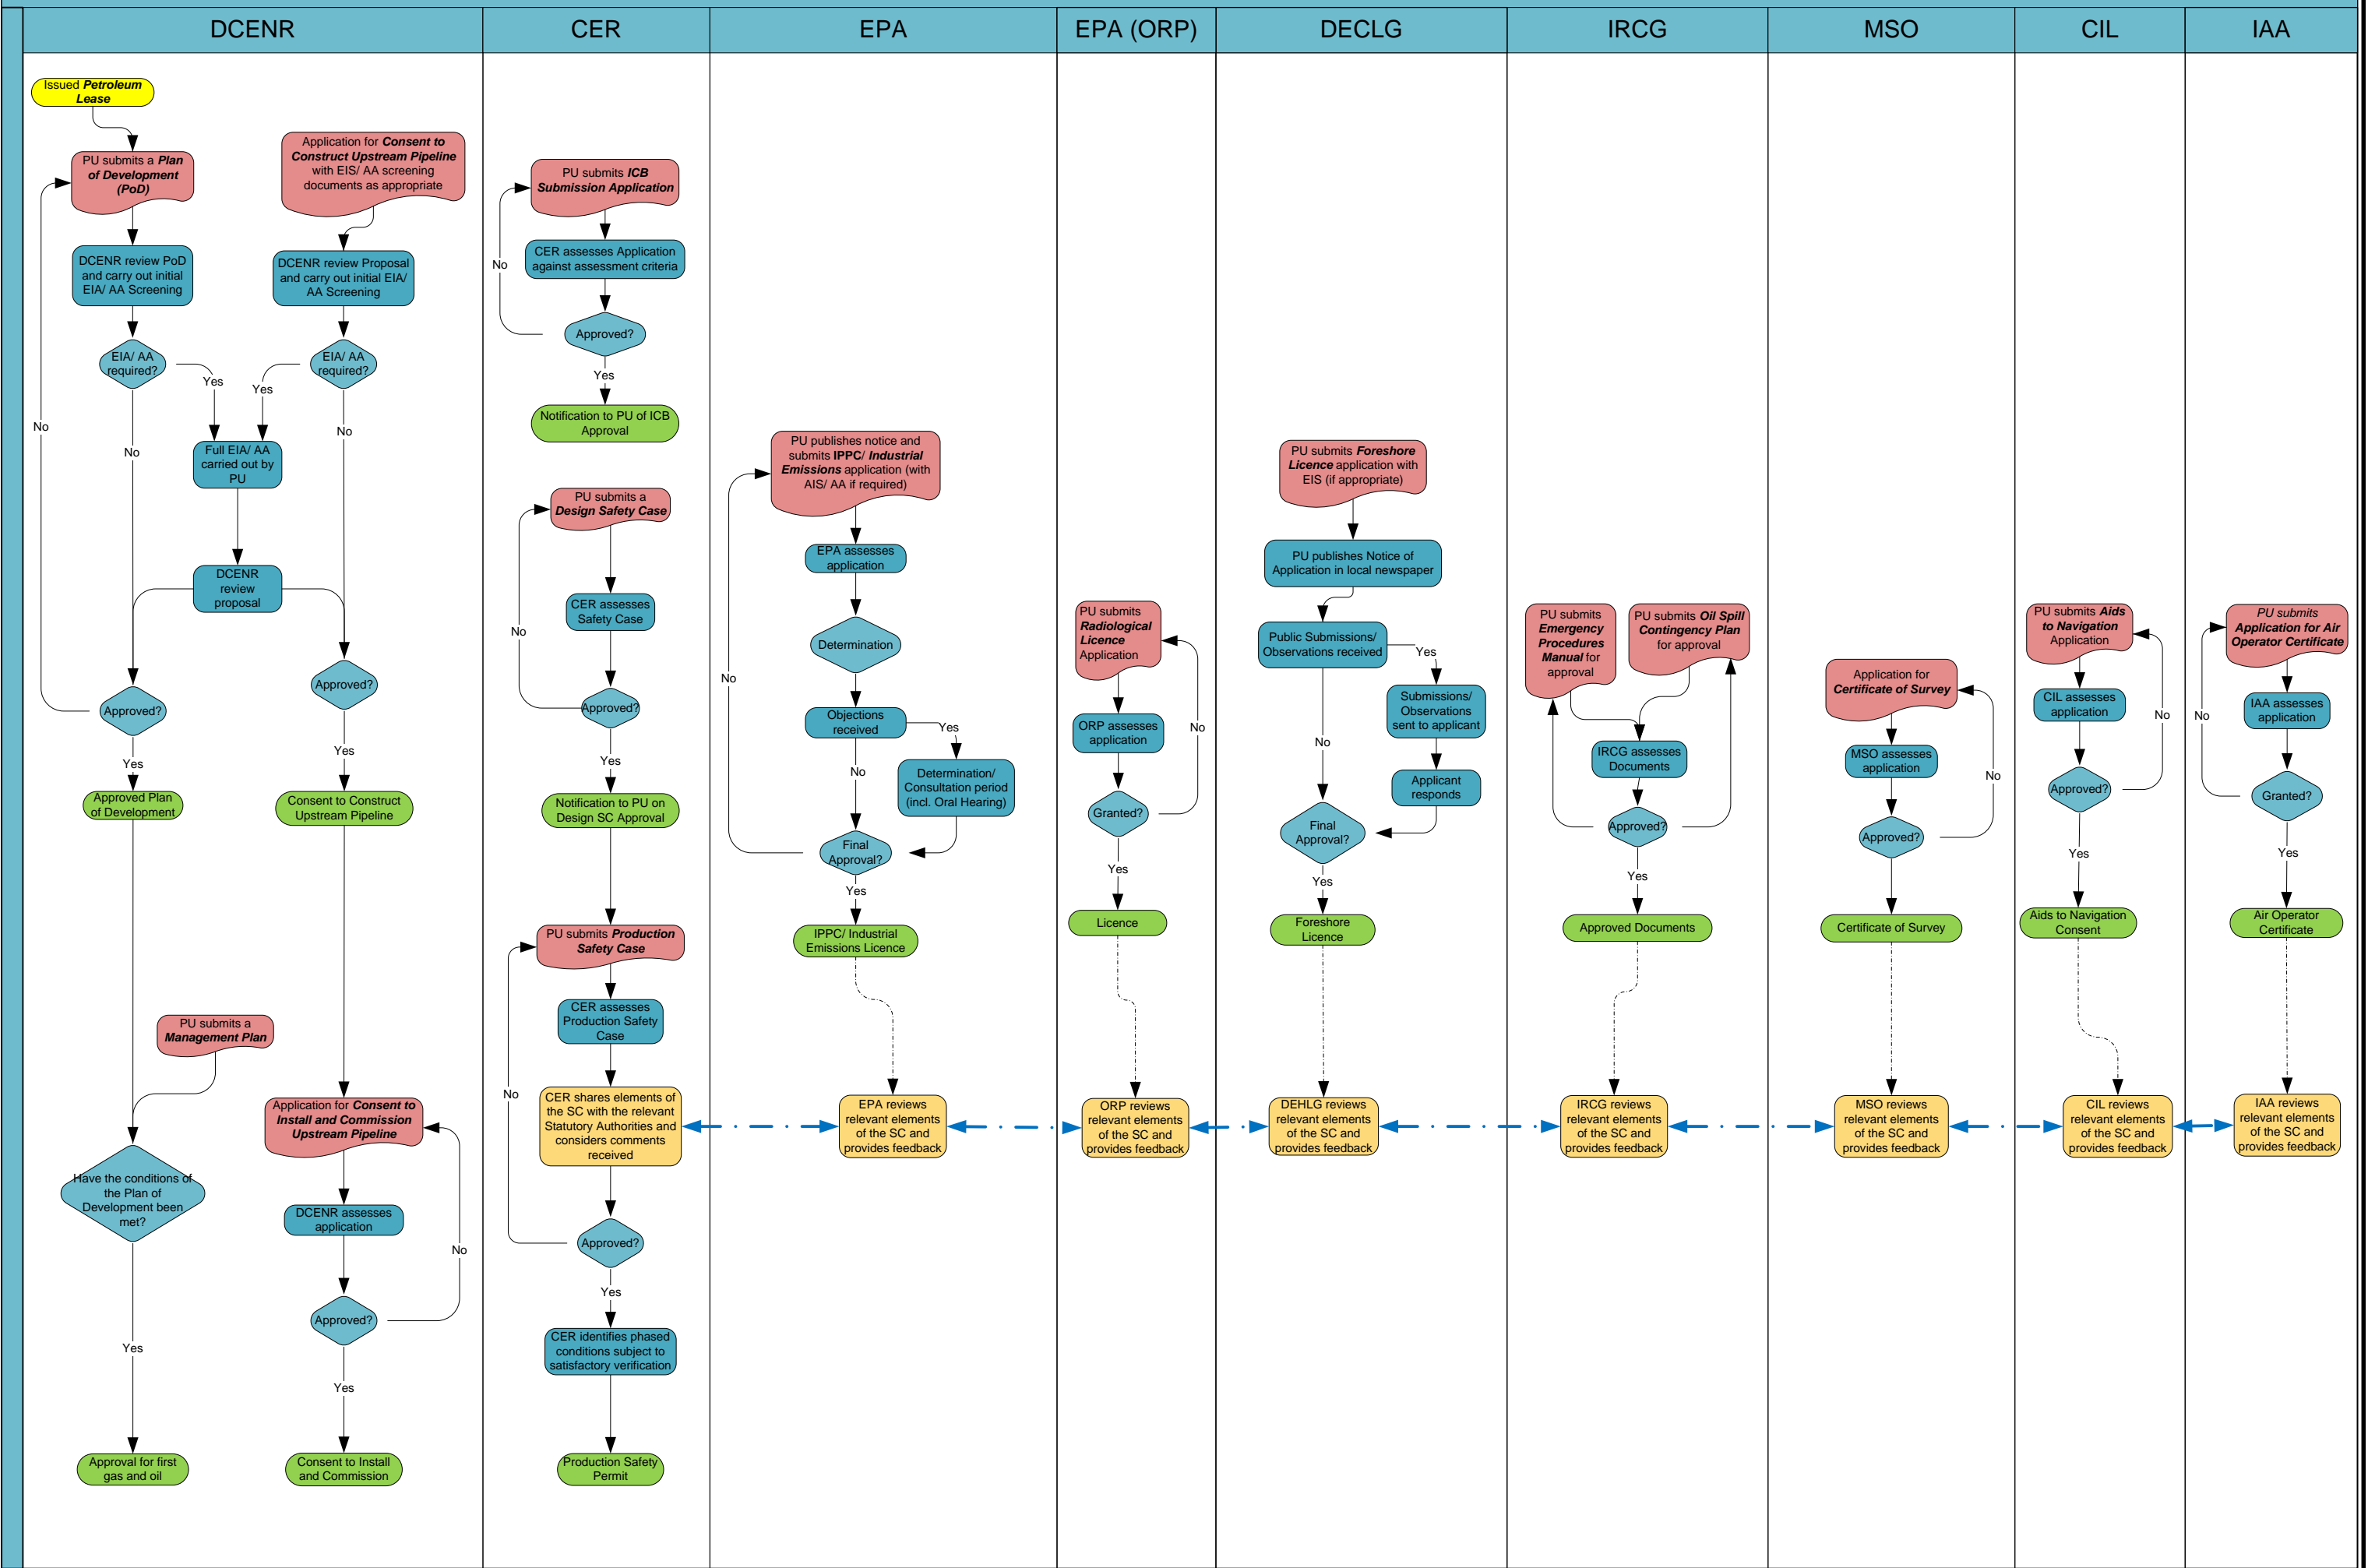 DCENR
CER
EPA
EPA (ORP)
DECLG
IRCG
MSO
CIL
IAA
Issued Petroleum
Lease
PU submits a Plan
of Development
(PoD)
Application for Consent to
Construct Upstream Pipeline
with EIS/ AA screening
documents as appropriate
DCENR review PoD
and carry out initial
EIA/ AA Screening
DCENR review Proposal
and carry out initial EIA/
AA Screening
EIA/ AA
required?
EIA/ AA
required?
Yes
Yes
No
No
No
Full EIA/ AA
carried out by
PU
DCENR
review
proposal
Approved?
Approved?
Yes
Yes
Approved Plan
of Development
Consent to Construct
Upstream Pipeline
PU submits a
Management Plan
Application for Consent to
Install and Commission
Upstream Pipeline
Have the conditions of
the Plan of
Development been
met?
DCENR assesses
application
No
Approved?
Yes
Yes
Approval for first
gas and oil
Consent to Install
and Commission
PU submits ICB
Submission Application
CER assesses Application
against assessment criteria
No
Approved?
Yes
Notification to PU of ICB
Approval
PU submits a
Design Safety Case
CER assesses
Safety Case
No
Approved?
Yes
Notification to PU on
Design SC Approval
PU submits Production
Safety Case
CER assesses
Production Safety
Case
No
CER shares elements of
the SC with the relevant
Statutory Authorities and
considers comments
received
Approved?
Yes
CER identifies phased
conditions subject to
satisfactory verification
Production Safety
Permit
PU publishes notice and
submits IPPC/ Industrial
Emissions application (with
AIS/ AA if required)
EPA assesses
application
Determination
No
Objections
received
Yes
No
Determination/
Consultation period
(incl. Oral Hearing)
Final
Approval?
Yes
IPPC/ Industrial
Emissions Licence
EPA reviews
relevant elements
of the SC and
provides feedback
PU submits
Radiological
Licence
Application
ORP assesses
application
No
Granted?
Yes
Licence
ORP reviews
relevant elements
of the SC and
provides feedback
PU submits Foreshore
Licence application with
EIS (if appropriate)
PU publishes Notice of
Application in local newspaper
Public Submissions/
Observations received
Yes
Submissions/
Observations
sent to applicant
No
Applicant
responds
Final
Approval?
Yes
Foreshore
Licence
DEHLG reviews
relevant elements
of the SC and
provides feedback
PU submits
Emergency
Procedures
Manual for
approval
PU submits Oil Spill
Contingency Plan
for approval
IRCG assesses
Documents
Approved?
Yes
Approved Documents
IRCG reviews
relevant elements
of the SC and
provides feedback
Application for
Certificate of Survey
MSO assesses
application
No
Approved?
Certificate of Survey
MSO reviews
relevant elements
of the SC and
provides feedback
PU submits Aids
to Navigation
Application
CIL assesses
application
No
Approved?
Yes
Aids to Navigation
Consent
CIL reviews
relevant elements
of the SC and
provides feedback
PU submits
Application for Air
Operator Certificate
IAA assesses
application
No
Granted?
Yes
Air Operator
Certificate
IAA reviews
relevant elements
of the SC and
provides feedback